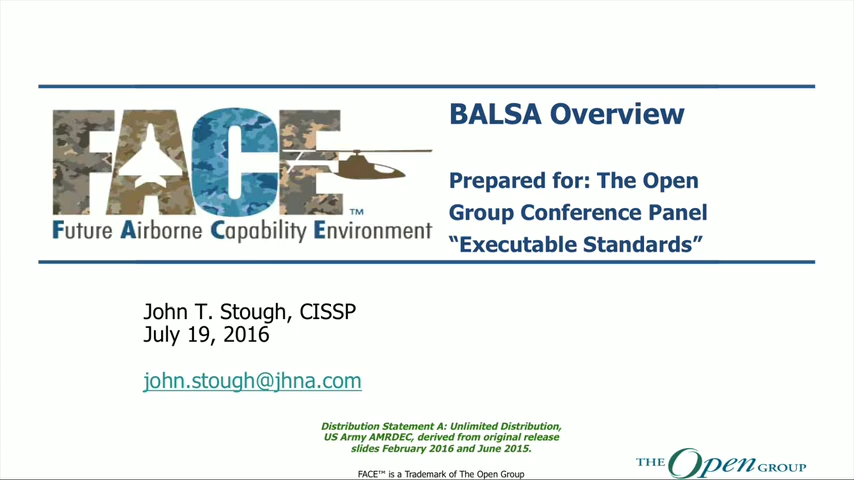 FACE™
Future Airborne Capability Environment
BALSA Overview
Prepared for: The Open
Group Conference Panel
“Executable Standards”
John T. Stough, CISSP
July 19, 2016
john.stough@jhna.com
Distribution Statement A: Unlimited Distribution,
US Army AMRDEC, derived from original release
slides February 2016 and June 2015.
FACE™ is a Trademark of The Open Group
THE Open GROUP